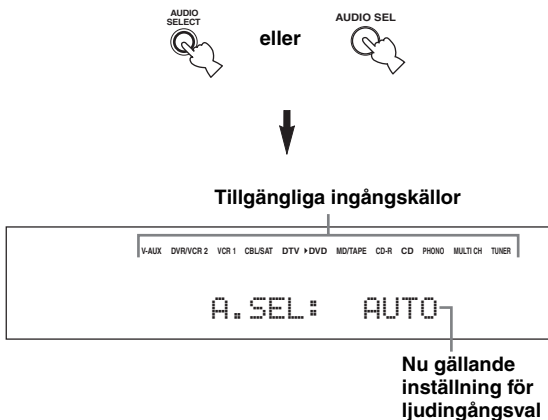 AUDIO
SELECT
eller
AUDIO SEL
Tillgängliga ingångskällor
V-AUX DVR/VCR 2 VCR 1 CBL/SAT DTV DVD MD/TAPE CD-R CD PHONO MULTI CH TUNER
A.SEL: AUTO
Nu gällande
inställning för
ljudingångsval